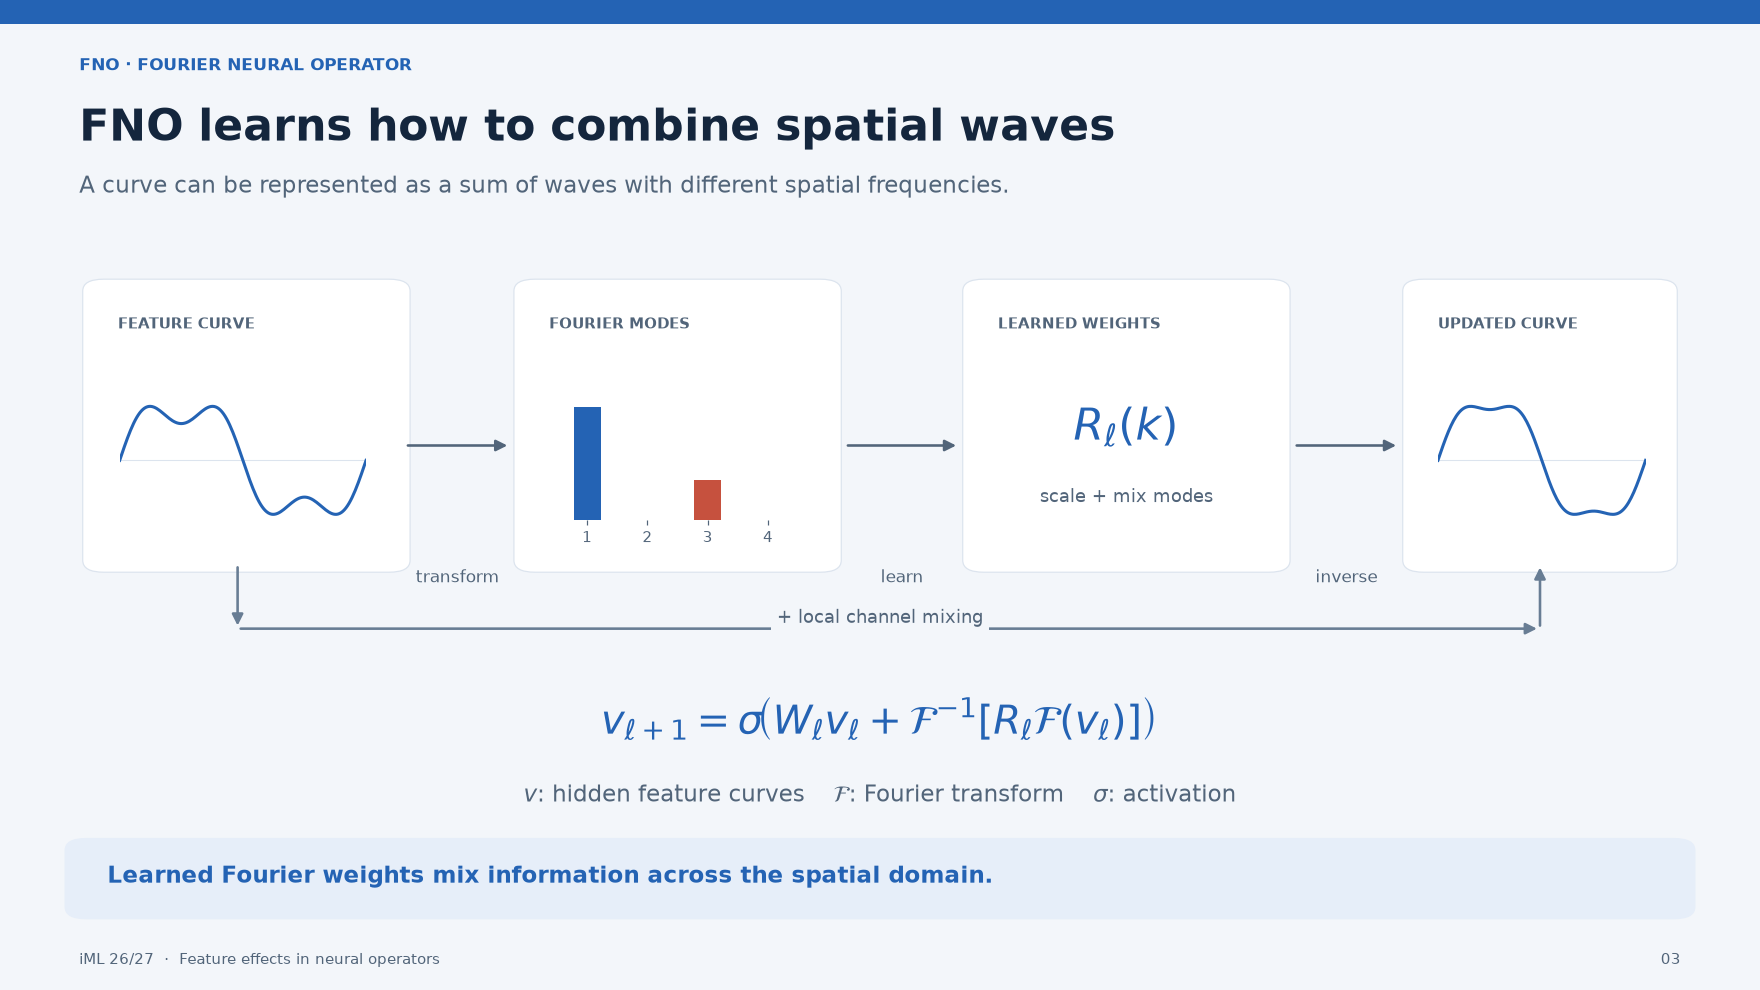 FNO · FOURIER NEURAL OPERATOR
FNO learns how to combine spatial waves
A curve can be represented as a sum of waves with different spatial frequencies.
FEATURE CURVE
FOURIER MODES
1 2 3 4
LEARNED WEIGHTS
Rℓ(k)
scale + mix modes
UPDATED CURVE
transform
learn
inverse
+ local channel mixing
vℓ+1 = σ(Wℓvℓ + ℱ⁻¹[Rℓℱ(vℓ)])
v: hidden feature curves ℱ: Fourier transform σ: activation
Learned Fourier weights mix information across the spatial domain.
iML 26/27 · Feature effects in neural operators
03